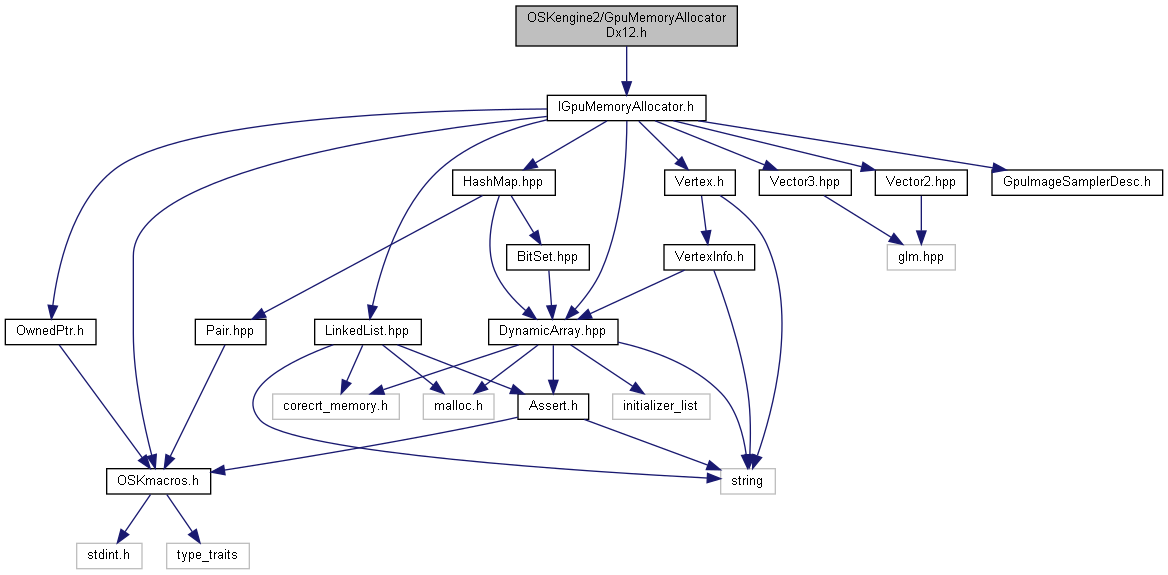 OSKengine2/GpuMemoryAllocator
Dx12.h
IGpuMemoryAllocator.h
HashMap.hpp
Vertex.h
Vector3.hpp
Vector2.hpp
GpuImageSamplerDesc.h
BitSet.hpp
VertexInfo.h
glm.hpp
OwnedPtr.h
Pair.hpp
LinkedList.hpp
DynamicArray.hpp
corecrt_memory.h
malloc.h
Assert.h
initializer_list
OSKmacros.h
string
stdint.h
type_traits